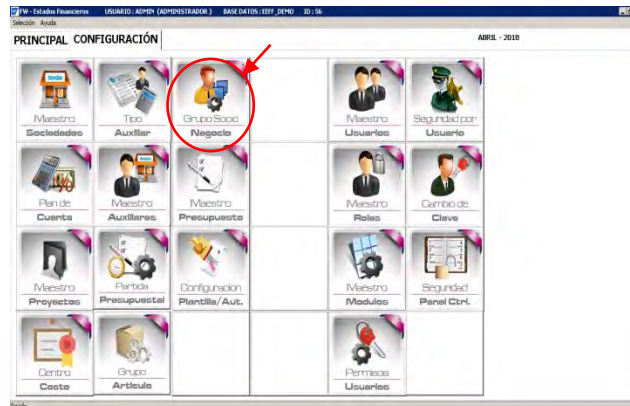 FW - Estados Financieros USUARIO : ADMIN (ADMINISTRADOR ) BASE DATOS : EEFF_DEMO ID : 56
Selección Ayuda
PRINCIPAL CONFIGURACIÓN
ABRIL - 2018
Maestro
Sociedades
Tipo
Auxiliar
Grupo Socio
Negocio
Maestro
Usuarios
Seguridad por
Usuario
Plan de
Cuenta
Maestro
Auxiliares
Maestro
Presupuesto
Maestro
Roles
Cambio de
Clave
Maestro
Proyectos
Partida
Presupuestal
Configuracion
Plantilla/Aut.
Maestro
Modulos
Seguridad
Panel Ctrl.
Centro
Costo
Grupo
Articulo
Permisos
Usuarios